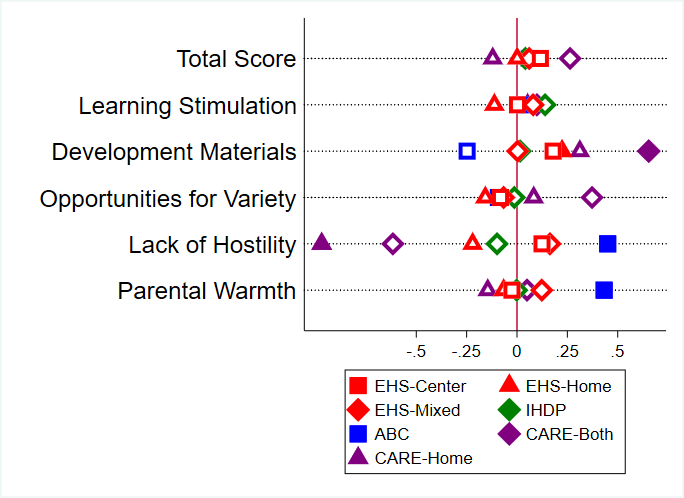 Total Score
Learning Stimulation
Development Materials
Opportunities for Variety
Lack of Hostility
Parental Warmth
-.5 -.25 0 .25 .5
EHS-Center EHS-Home
EHS-Mixed IHDP
ABC CARE-Both
CARE-Home